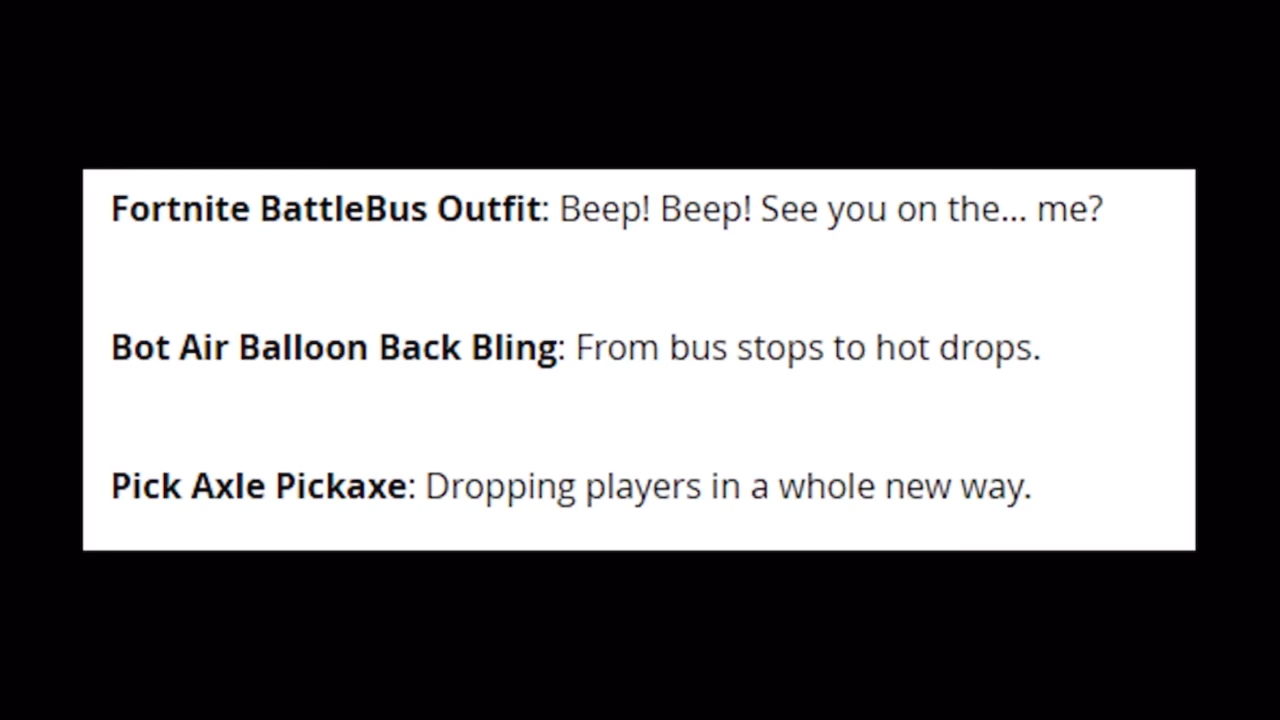 Fortnite BattleBus Outfit: Beep! Beep! See you on the... me?
Bot Air Balloon Back Bling: From bus stops to hot drops.
Pick Axle Pickaxe: Dropping players in a whole new way.